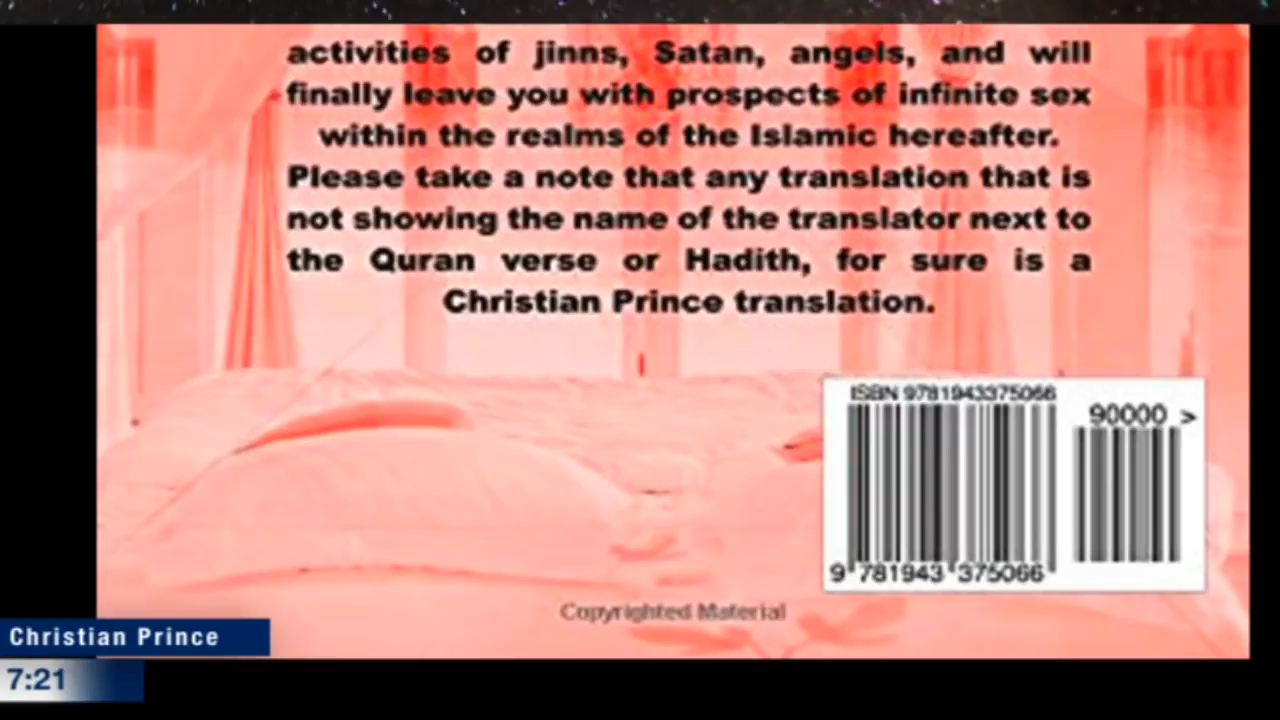 activities of jinns, Satan, angels, and will
finally leave you with prospects of infinite sex
within the realms of the Islamic hereafter.
Please take a note that any translation that is
not showing the name of the translator next to
the Quran verse or Hadith, for sure is a
Christian Prince translation.
ISBN 9781943375066
90000 >
9 781943 375066
Copyrighted Material
Christian Prince
7:21